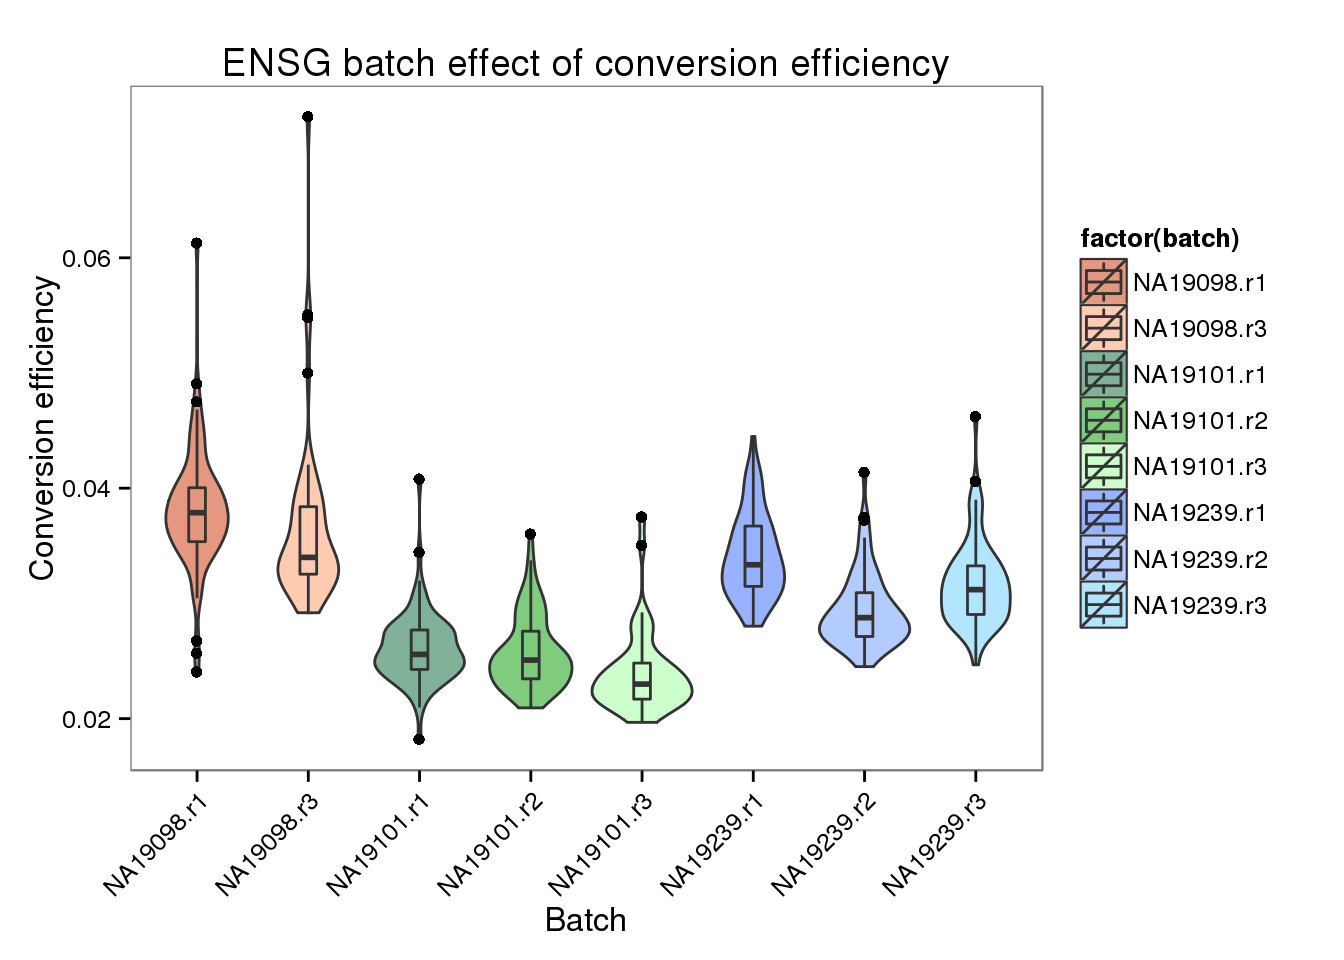 ENSG batch effect of conversion efficiency
Conversion efficiency
0.06
0.04
0.02
NA19098.r1
NA19098.r3
NA19101.r1
NA19101.r2
NA19101.r3
NA19239.r1
NA19239.r2
NA19239.r3
Batch
factor(batch)
NA19098.r1
NA19098.r3
NA19101.r1
NA19101.r2
NA19101.r3
NA19239.r1
NA19239.r2
NA19239.r3